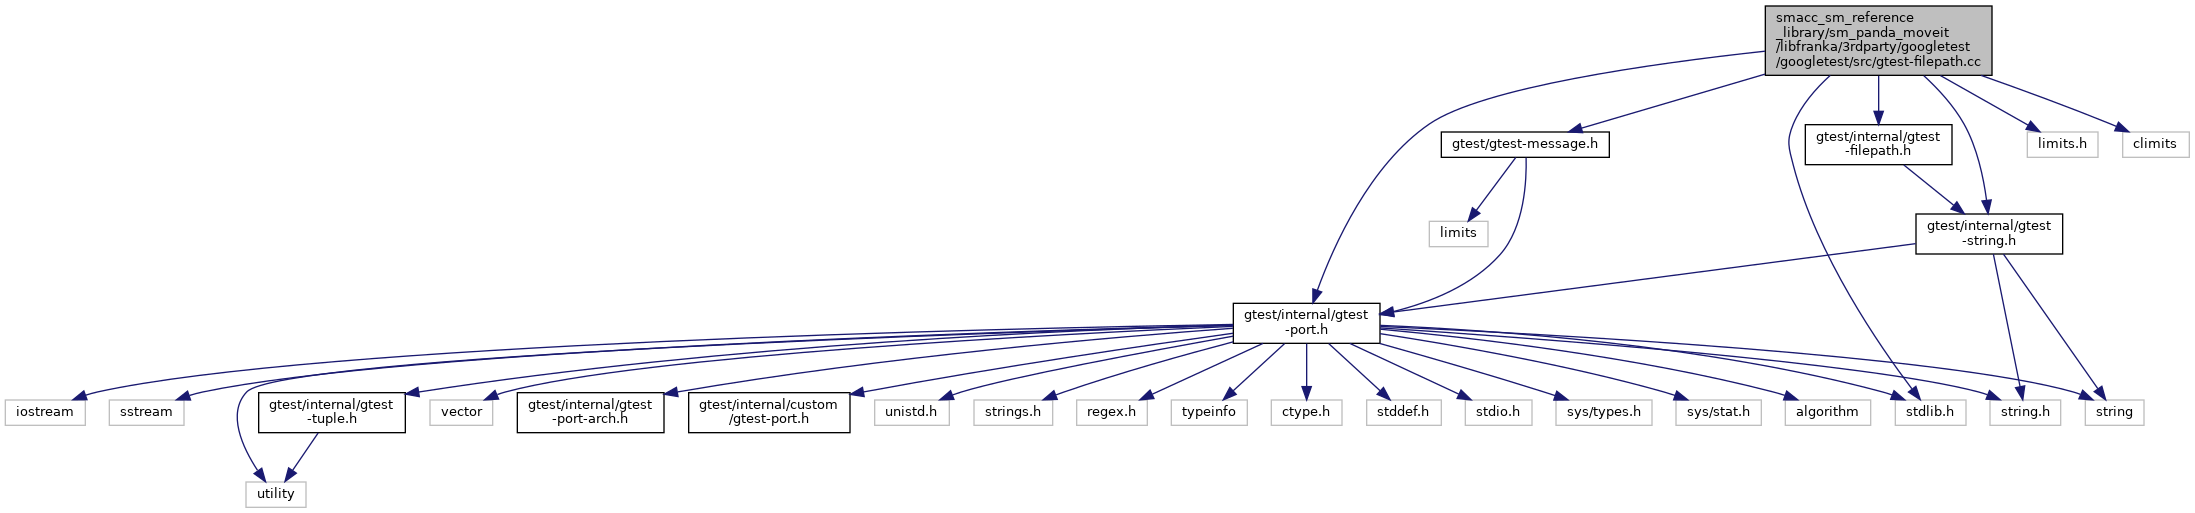 smacc_sm_reference
_library/sm_panda_moveit
/libfranka/3rdparty/googletest
/googletest/src/gtest-filepath.cc
gtest/gtest-message.h
gtest/internal/gtest
-filepath.h
limits.h
climits
limits
gtest/internal/gtest
-string.h
gtest/internal/gtest
-port.h
iostream
sstream
gtest/internal/gtest
-tuple.h
vector
gtest/internal/gtest
-port-arch.h
gtest/internal/custom
/gtest-port.h
unistd.h
strings.h
regex.h
typeinfo
ctype.h
stddef.h
stdio.h
sys/types.h
sys/stat.h
algorithm
stdlib.h
string.h
string
utility